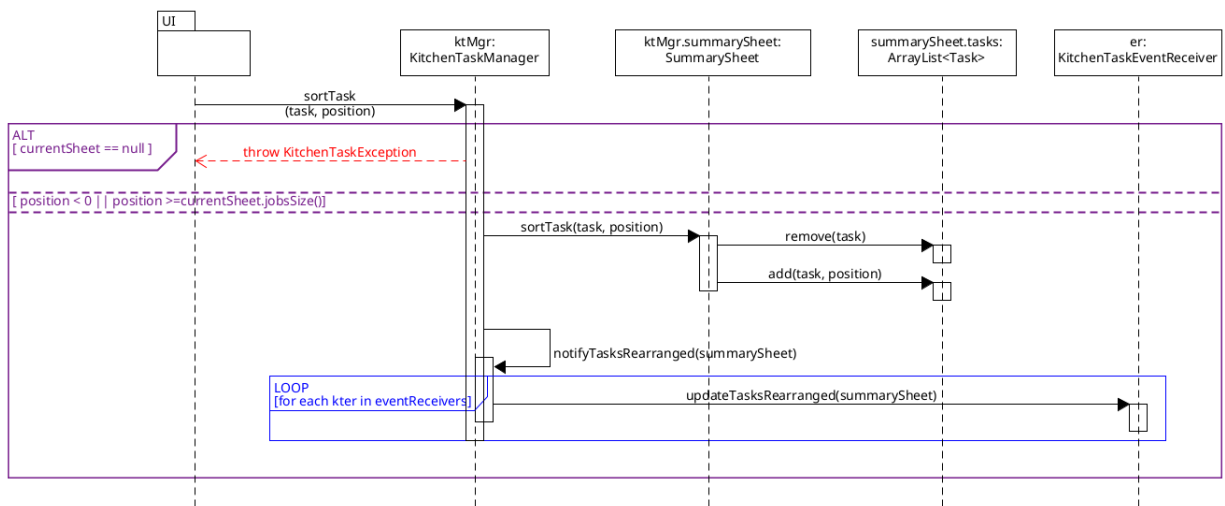 UI
ktMgr:
KitchenTaskManager
ktMgr.summarySheet:
SummarySheet
summarySheet.tasks:
ArrayList<Task>
er:
KitchenTaskEventReceiver
sortTask
(task, position)
ALT
[ currentSheet == null ]
throw KitchenTaskException
[ position < 0 || position >=currentSheet.jobsSize()]
sortTask(task, position)
remove(task)
add(task, position)
notifyTasksRearranged(summarySheet)
LOOP
[for each kter in eventReceivers]
updateTasksRearranged(summarySheet)